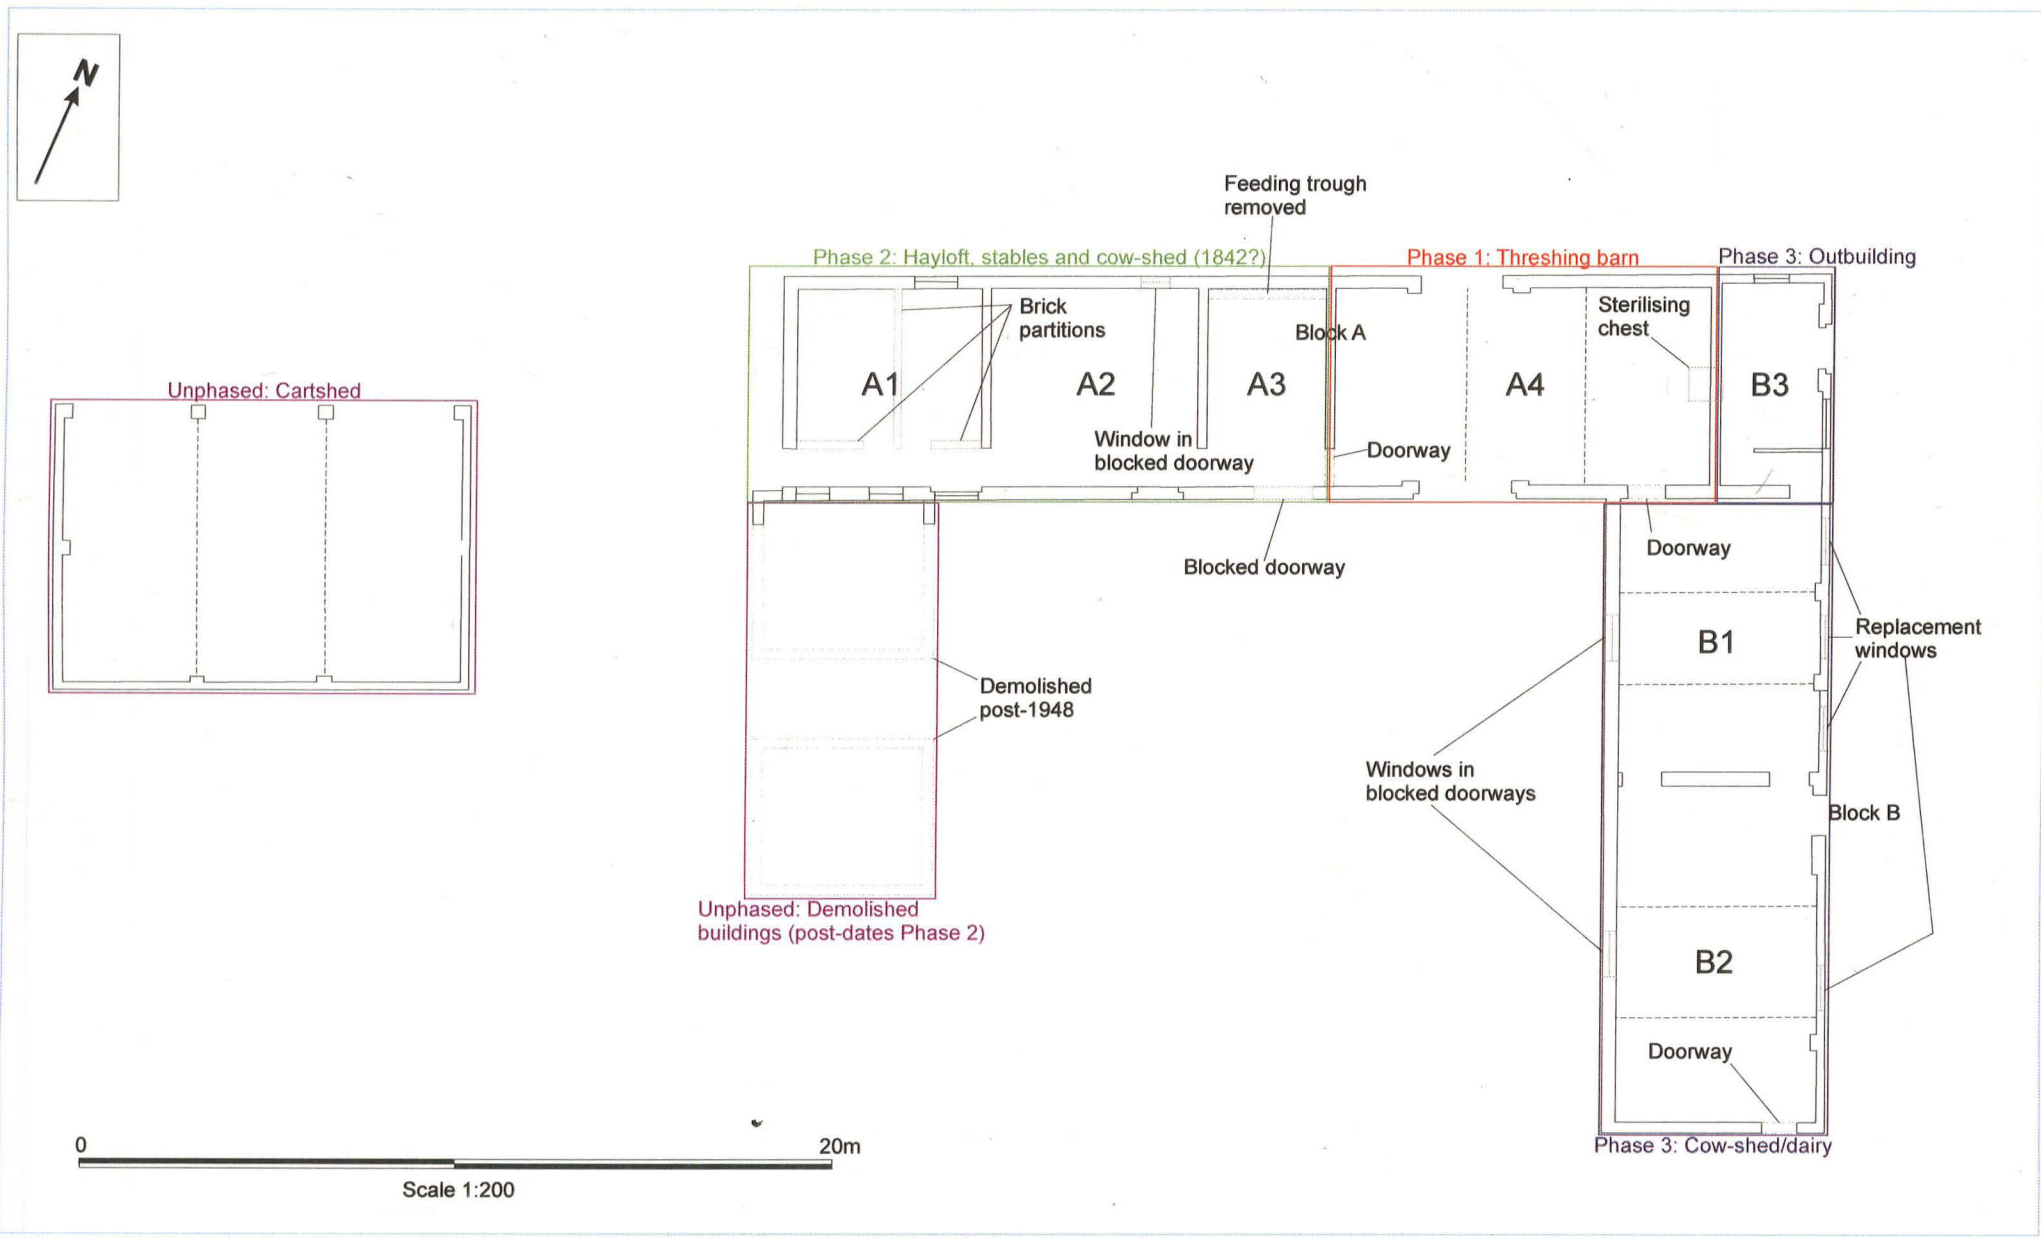 N
Feeding trough
removed
Phase 2: Hayloft, stables and cow-shed (1842?)
Phase 1: Threshing barn
Phase 3: Outbuilding
Brick
partitions
Sterilising
chest
Block A
Unphased: Cartshed
A1
A2
A3
A4
B3
Window in
blocked doorway
Doorway
Blocked doorway
Doorway
Replacement
windows
B1
Demolished
post-1948
Windows in
blocked doorways
Block B
Unphased: Demolished
buildings (post-dates Phase 2)
B2
Doorway
Phase 3: Cow-shed/dairy
0
20m
Scale 1:200